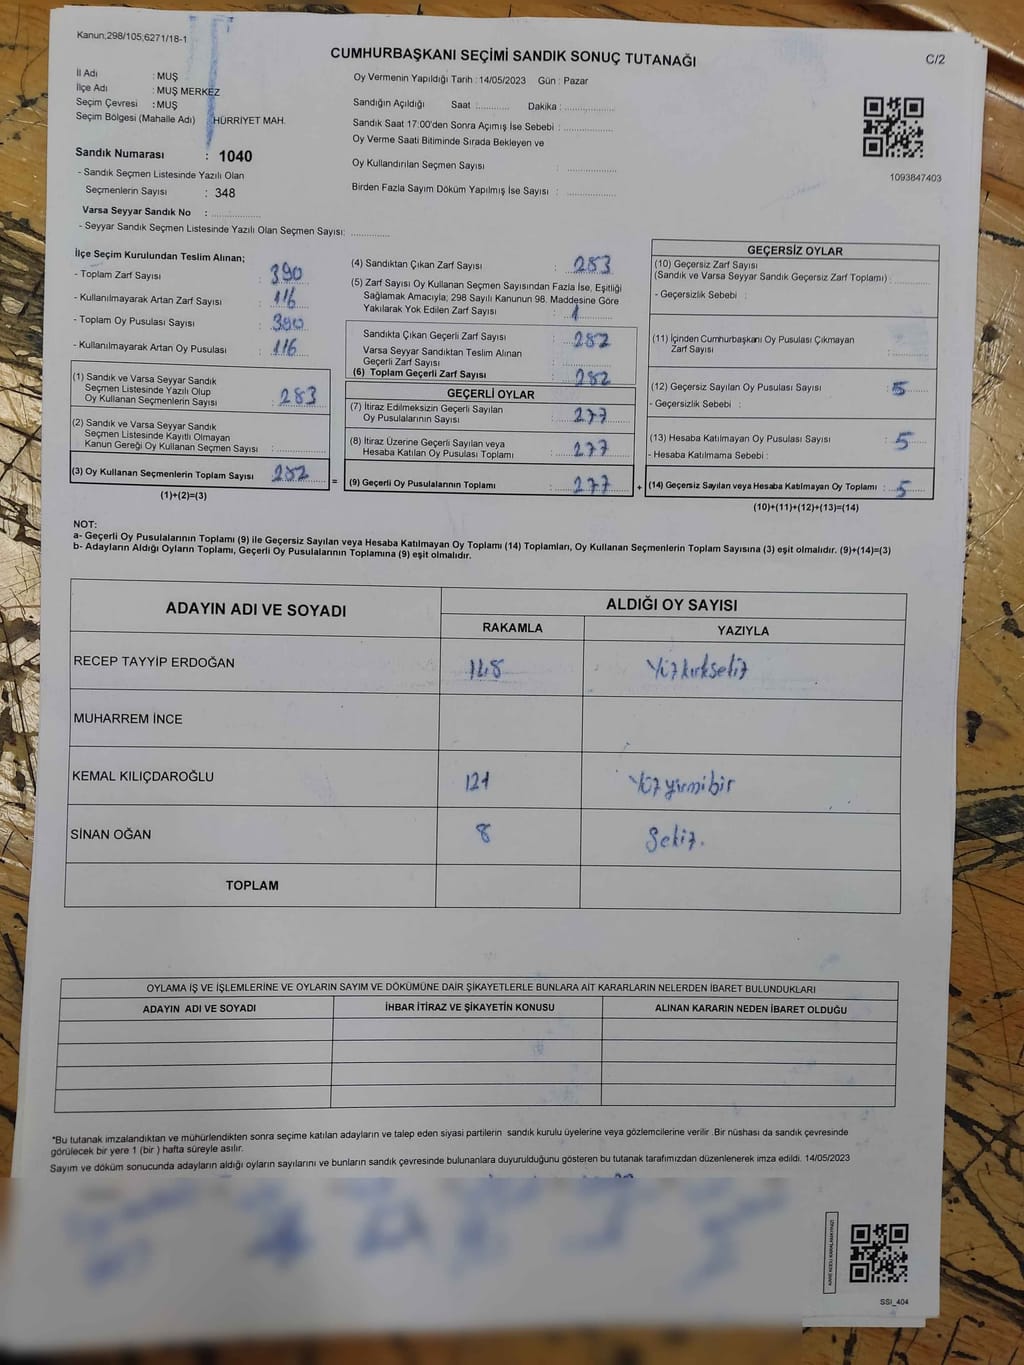 Kanun;298/105;6271/18-1
CUMHURBAŞKANI SEÇİMİ SANDIK SONUÇ TUTANAĞI
C/2
İl Adı : MUŞ
İlçe Adı : MUŞ MERKEZ
Seçim Çevresi : MUŞ
Seçim Bölgesi (Mahalle Adı) HÜRRİYET MAH.
Sandık Numarası : 1040
- Sandık Seçmen Listesinde Yazılı Olan
Seçmenlerin Sayısı : 348
Varsa Seyyar Sandık No : ............
- Seyyar Sandık Seçmen Listesinde Yazılı Olan Seçmen Sayısı: ............
Oy Vermenin Yapıldığı Tarih : 14/05/2023 Gün : Pazar
Sandığın Açıldığı Saat :.......... Dakika : ...............
Sandık Saat 17:00'den Sonra Açımış İse Sebebi : ...............
Oy Verme Saati Bitiminde Sırada Bekleyen ve
Oy Kullandırılan Seçmen Sayısı : ...............
Birden Fazla Sayım Döküm Yapılmış İse Sayısı : ...............
1093847403
İlçe Seçim Kurulundan Teslim Alınan;
- Toplam Zarf Sayısı : 390
- Kullanılmayarak Artan Zarf Sayısı : 116
- Toplam Oy Pusulası Sayısı : 390
- Kullanılmayarak Artan Oy Pusulası : 116
(1) Sandık ve Varsa Seyyar Sandık
Seçmen Listesinde Yazılı Olup
Oy Kullanan Seçmenlerin Sayısı : 283
(2) Sandık ve Varsa Seyyar Sandık
Seçmen Listesinde Kayıtlı Olmayan
Kanun Gereği Oy Kullanan Seçmen Sayısı : ............
(3) Oy Kullanan Seçmenlerin Toplam Sayısı 282 =
(1)+(2)=(3)
(4) Sandıktan Çıkan Zarf Sayısı : 283
(5) Zarf Sayısı Oy Kullanan Seçmen Sayısından Fazla İse, Eşitliği
Sağlamak Amacıyla; 298 Sayılı Kanunun 98. Maddesine Göre
Yakılarak Yok Edilen Zarf Sayısı : 1
Sandıkta Çıkan Geçerli Zarf Sayısı : 282
Varsa Seyyar Sandıktan Teslim Alınan
Geçerli Zarf Sayısı : ............
(6) Toplam Geçerli Zarf Sayısı : 282
GEÇERLİ OYLAR
(7) İtiraz Edilmeksizin Geçerli Sayılan
Oy Pusulalarının Sayısı : 277
(8) İtiraz Üzerine Geçerli Sayılan veya
Hesaba Katılan Oy Pusulası Toplamı : 277
(9) Geçerli Oy Pusulalarının Toplamı : 277 +
GEÇERSİZ OYLAR
(10) Geçersiz Zarf Sayısı
(Sandık ve Varsa Seyyar Sandık Geçersiz Zarf Toplamı) : ............
- Geçersizlik Sebebi :
(11) İçinden Cumhurbaşkanı Oy Pusulası Çıkmayan
Zarf Sayısı : ............
(12) Geçersiz Sayılan Oy Pusulası Sayısı : 5
- Geçersizlik Sebebi :
(13) Hesaba Katılmayan Oy Pusulası Sayısı : 5
- Hesaba Katılmama Sebebi :
(14) Geçersiz Sayılan veya Hesaba Katılmayan Oy Toplamı : 5
(10)+(11)+(12)+(13)=(14)
NOT:
a- Geçerli Oy Pusulalarının Toplamı (9) ile Geçersiz Sayılan veya Hesaba Katılmayan Oy Toplamı (14) Toplamları, Oy Kullanan Seçmenlerin Toplam Sayısına (3) eşit olmalıdır. (9)+(14)=(3)
b- Adayların Aldığı Oyların Toplamı, Geçerli Oy Pusulalarının Toplamına (9) eşit olmalıdır.
ADAYIN ADI VE SOYADI ALDIĞI OY SAYISI
RAKAMLA YAZIYLA
RECEP TAYYİP ERDOĞAN 148 Yüzkırksekiz
MUHARREM İNCE
KEMAL KILIÇDAROĞLU 121 Yüzyirmibir
SİNAN OĞAN 8 Sekiz.
TOPLAM
OYLAMA İŞ VE İŞLEMLERİNE VE OYLARIN SAYIM VE DÖKÜMÜNE DAİR ŞİKAYETLERLE BUNLARA AİT KARARLARIN NELERDEN İBARET BULUNDUKLARI
ADAYIN ADI VE SOYADI İHBAR İTİRAZ VE ŞİKAYETİN KONUSU ALINAN KARARIN NEDEN İBARET OLDUĞU
*Bu tutanak imzalandıktan ve mühürlendikten sonra seçime katılan adayların ve talep eden siyasi partilerin sandık kurulu üyelerine veya gözlemcilerine verilir .Bir nüshası da sandık çevresinde
görülecek bir yere 1 (bir ) hafta süreyle asılır.
Sayım ve döküm sonucunda adayların aldığı oyların sayılarını ve bunların sandık çevresinde bulunanlara duyurulduğunu gösteren bu tutanak tarafımızdan düzenlenerek imza edildi. 14/05/2023
SSI_404